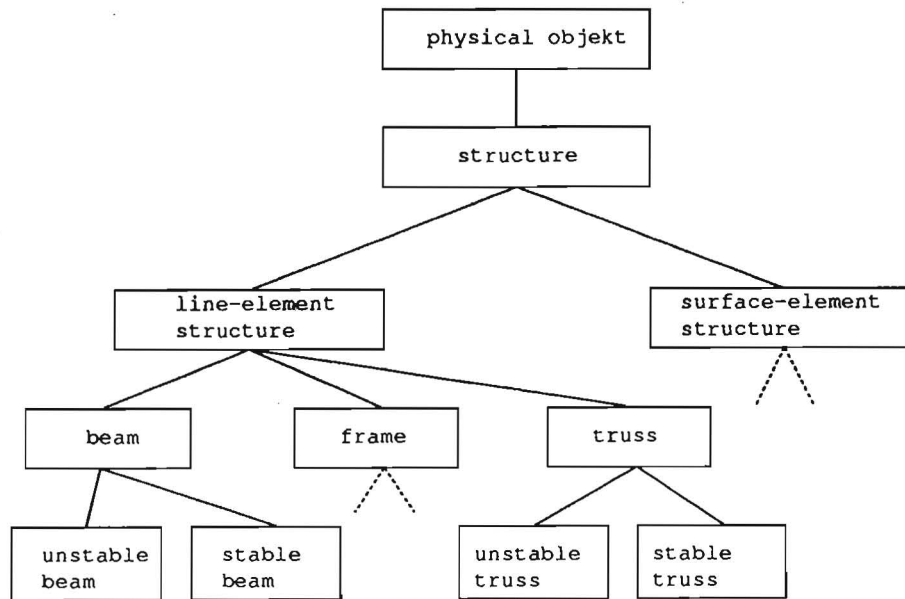 physical objekt
structure
line-element
structure
surface-element
structure
beam
frame
truss
unstable
beam
stable
beam
unstable
truss
stable
truss